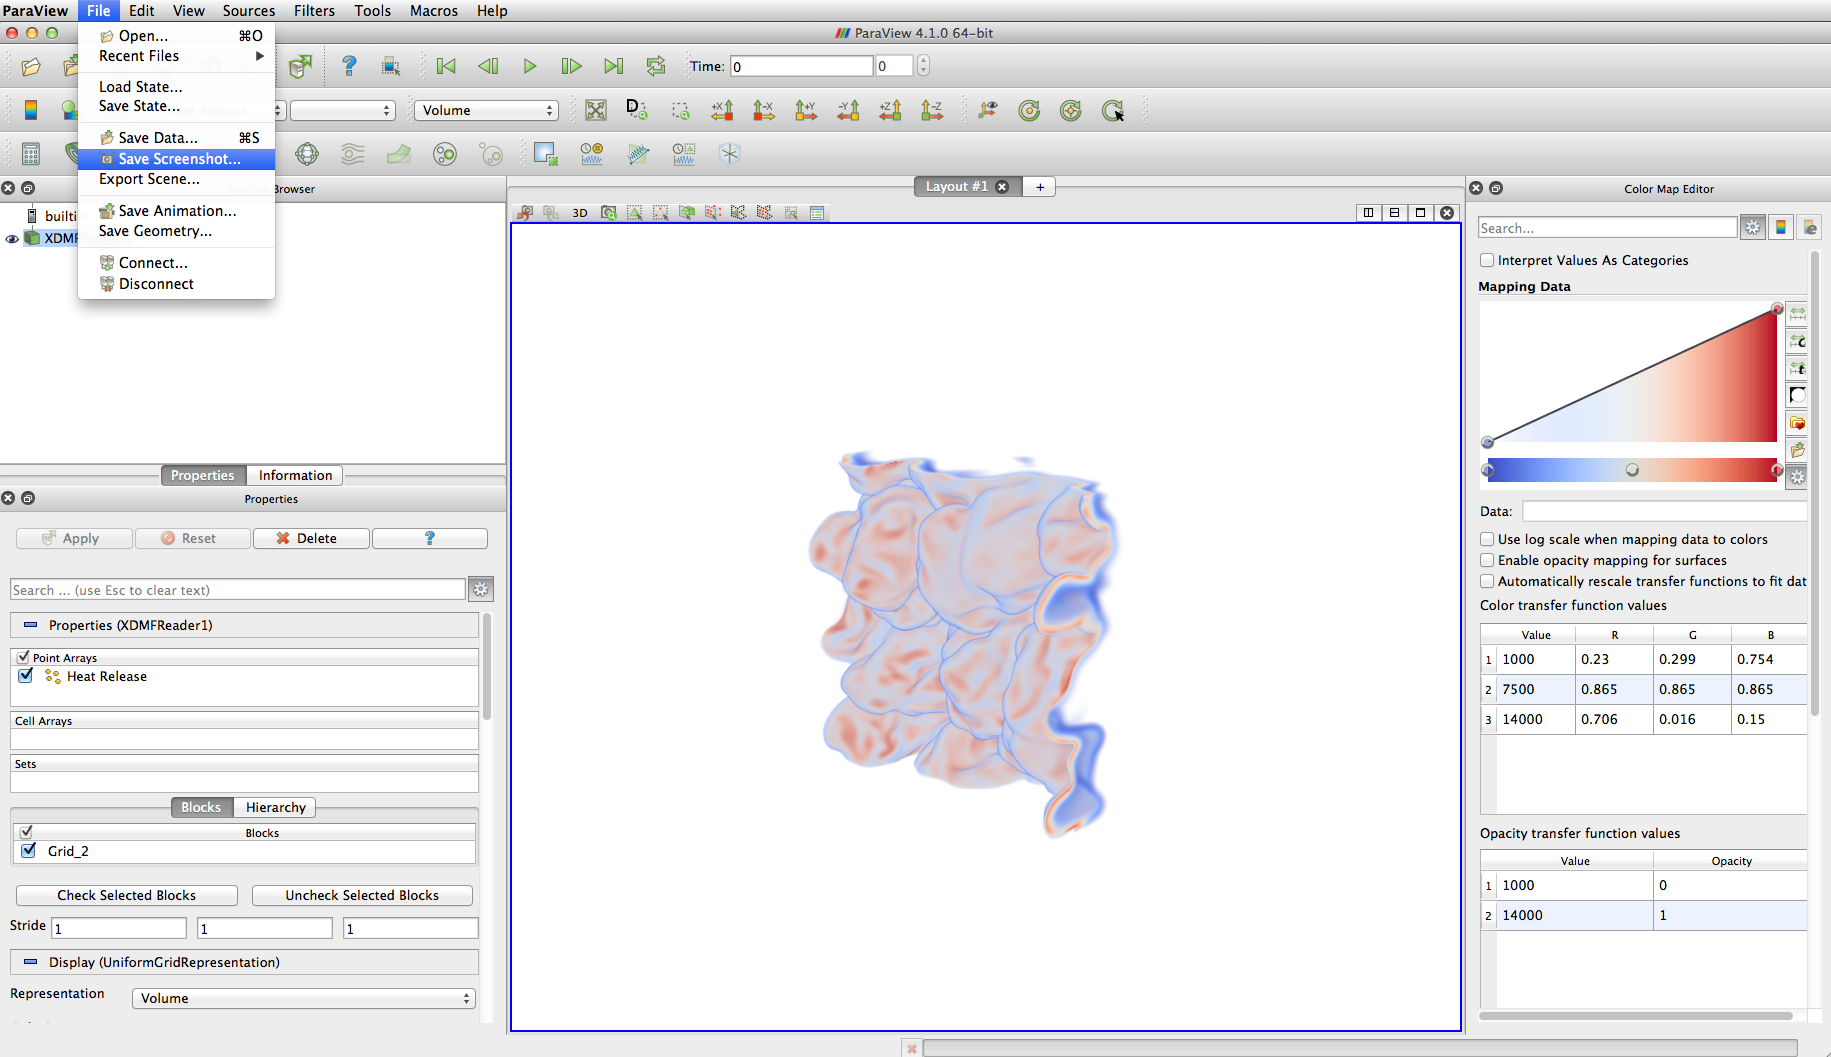 ParaView File Edit View Sources Filters Tools Macros Help
ParaView 4.1.0 64-bit
Open... ⌘O
Recent Files ▶
Load State...
Save State...
Save Data... ⌘S
Save Screenshot...
Export Scene...
Save Animation...
Save Geometry...
Connect...
Disconnect
Time: 0 0
Volume
D +X -X +Y -Y +Z -Z
Browser
builti
XDMF
Layout #1 +
3D
Properties Information
Properties
Apply Reset Delete ?
Search ... (use Esc to clear text)
Properties (XDMFReader1)
Point Arrays
Heat Release
Cell Arrays
Sets
Blocks Hierarchy
Blocks
Grid_2
Check Selected Blocks Uncheck Selected Blocks
Stride 1 1 1
Display (UniformGridRepresentation)
Representation Volume
Color Map Editor
Search...
Interpret Values As Categories
Mapping Data
Data:
Use log scale when mapping data to colors
Enable opacity mapping for surfaces
Automatically rescale transfer functions to fit dat
Color transfer function values
Value R G B
1 1000 0.23 0.299 0.754
2 7500 0.865 0.865 0.865
3 14000 0.706 0.016 0.15
Opacity transfer function values
Value Opacity
1 1000 0
2 14000 1